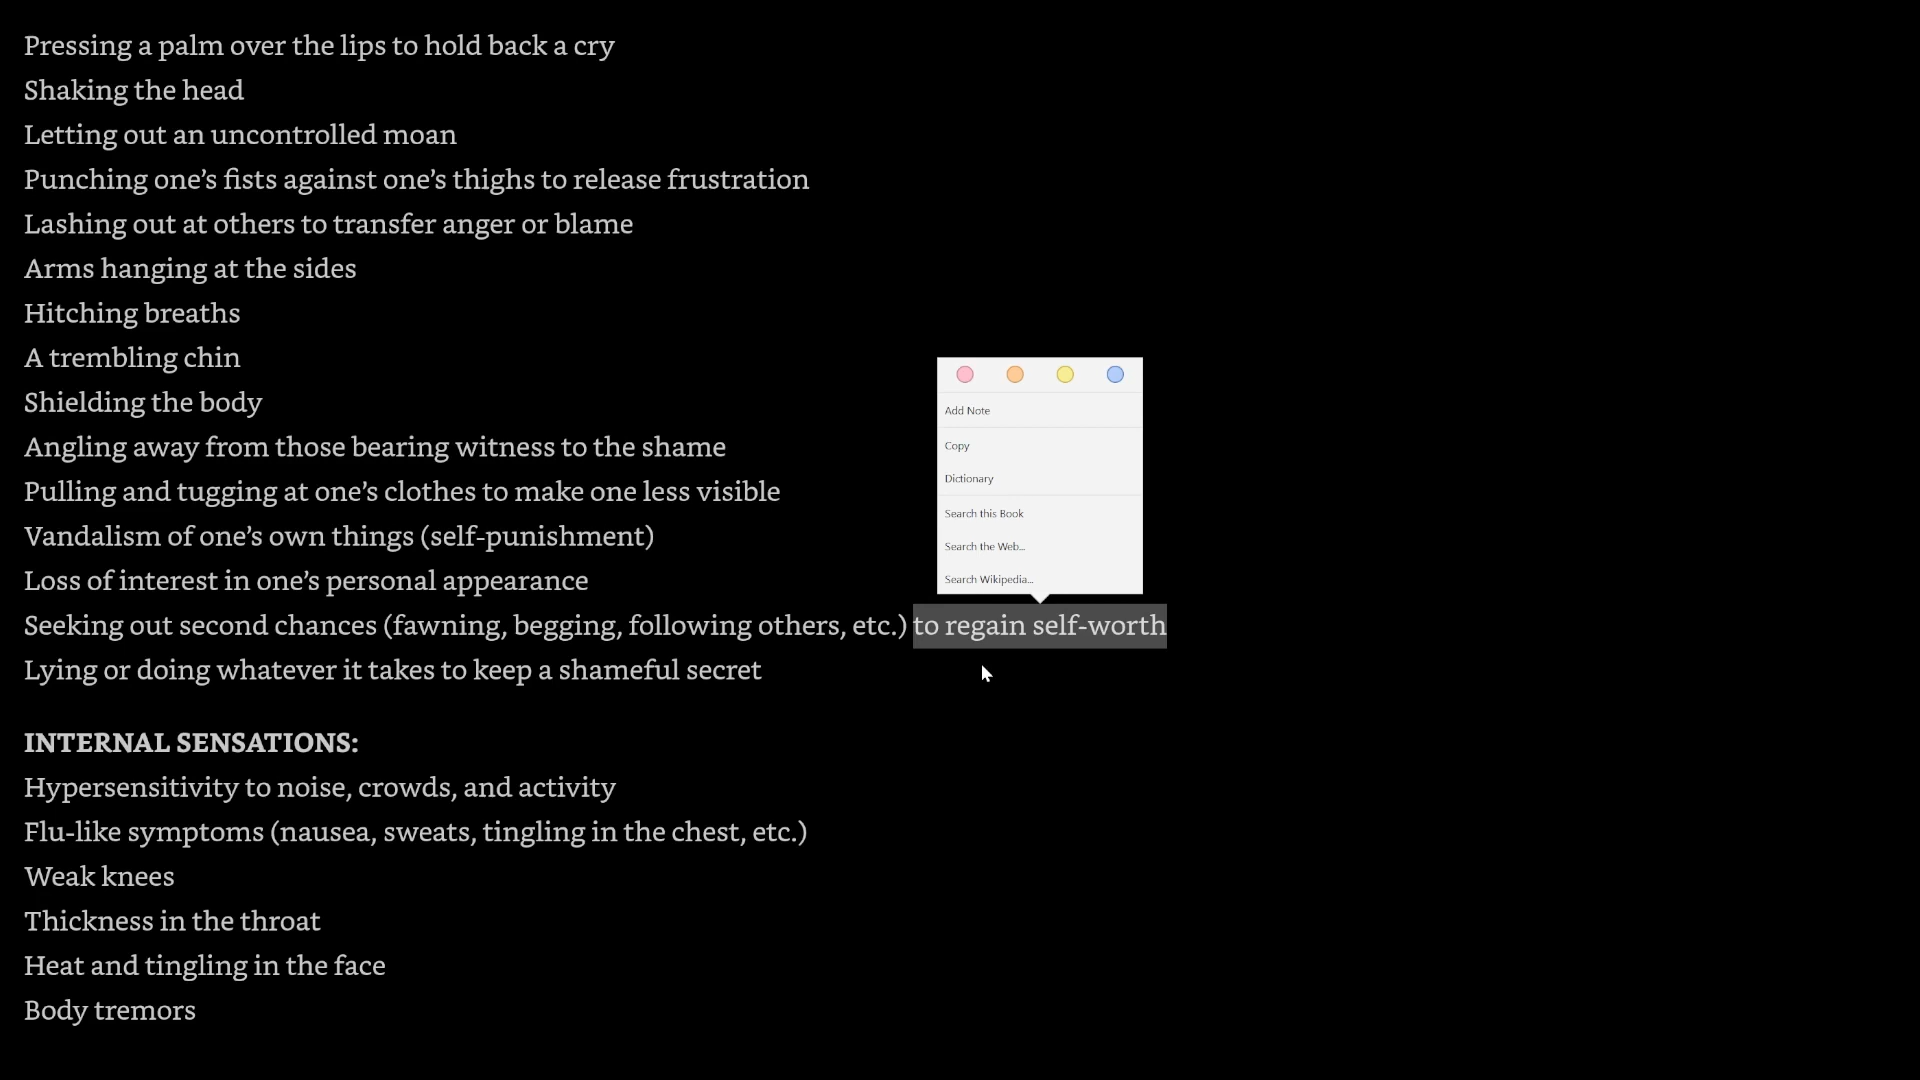 Pressing a palm over the lips to hold back a cry
Shaking the head
Letting out an uncontrolled moan
Punching one’s fists against one’s thighs to release frustration
Lashing out at others to transfer anger or blame
Arms hanging at the sides
Hitching breaths
A trembling chin
Shielding the body
Angling away from those bearing witness to the shame
Pulling and tugging at one’s clothes to make one less visible
Vandalism of one’s own things (self-punishment)
Loss of interest in one’s personal appearance
Seeking out second chances (fawning, begging, following others, etc.) to regain self-worth
Lying or doing whatever it takes to keep a shameful secret
INTERNAL SENSATIONS:
Hypersensitivity to noise, crowds, and activity
Flu-like symptoms (nausea, sweats, tingling in the chest, etc.)
Weak knees
Thickness in the throat
Heat and tingling in the face
Body tremors
Add Note
Copy
Dictionary
Search this Book
Search the Web...
Search Wikipedia...